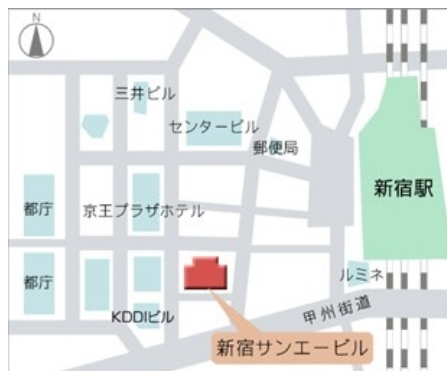 N
三井ビル
センタービル
郵便局
新宿駅
都庁
京王プラザホテル
都庁
ルミネ
KDDIビル
甲州街道
新宿サンエービル